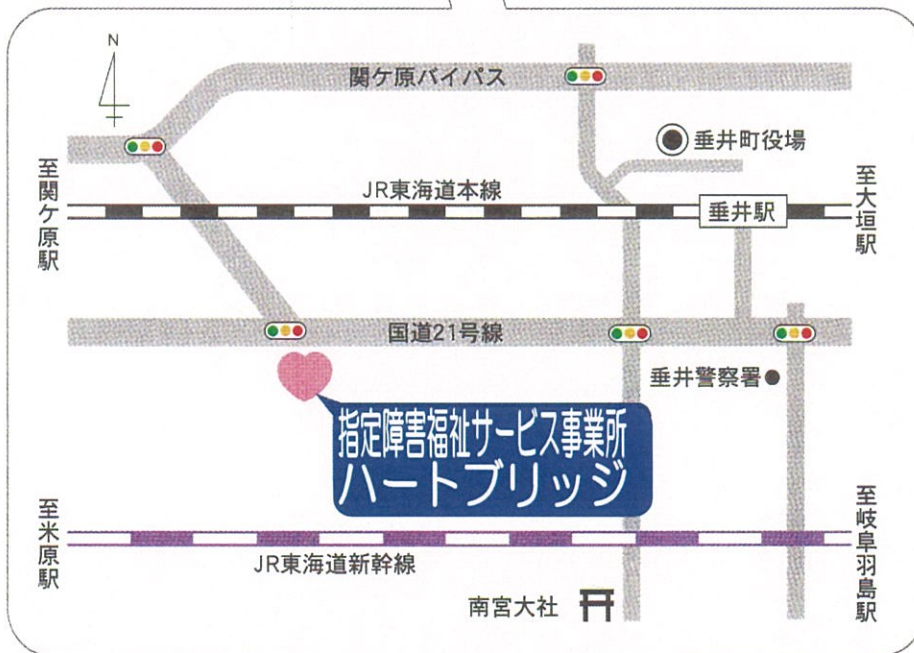 N
関ケ原バイパス
垂井町役場
至関ケ原駅
JR東海道本線
垂井駅
至大垣駅
国道21号線
垂井警察署
指定障害福祉サービス事業所
ハートブリッジ
至米原駅
JR東海道新幹線
至岐阜羽島駅
南宮大社